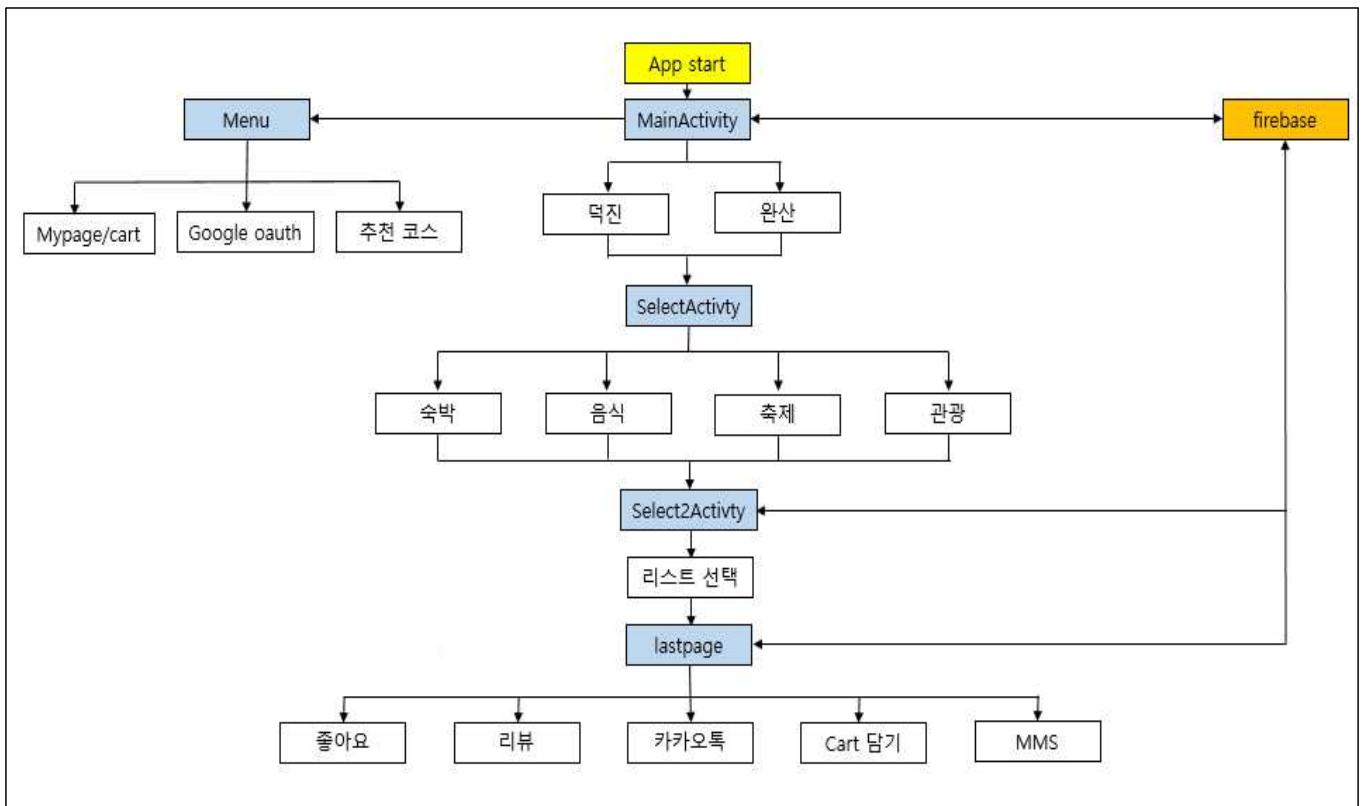 App start
Menu
MainActivity
firebase
덕진
완산
Mypage/cart
Google oauth
추천 코스
SelectActivty
숙박
음식
축제
관광
Select2Activty
리스트 선택
lastpage
좋아요
리뷰
카카오톡
Cart 담기
MMS